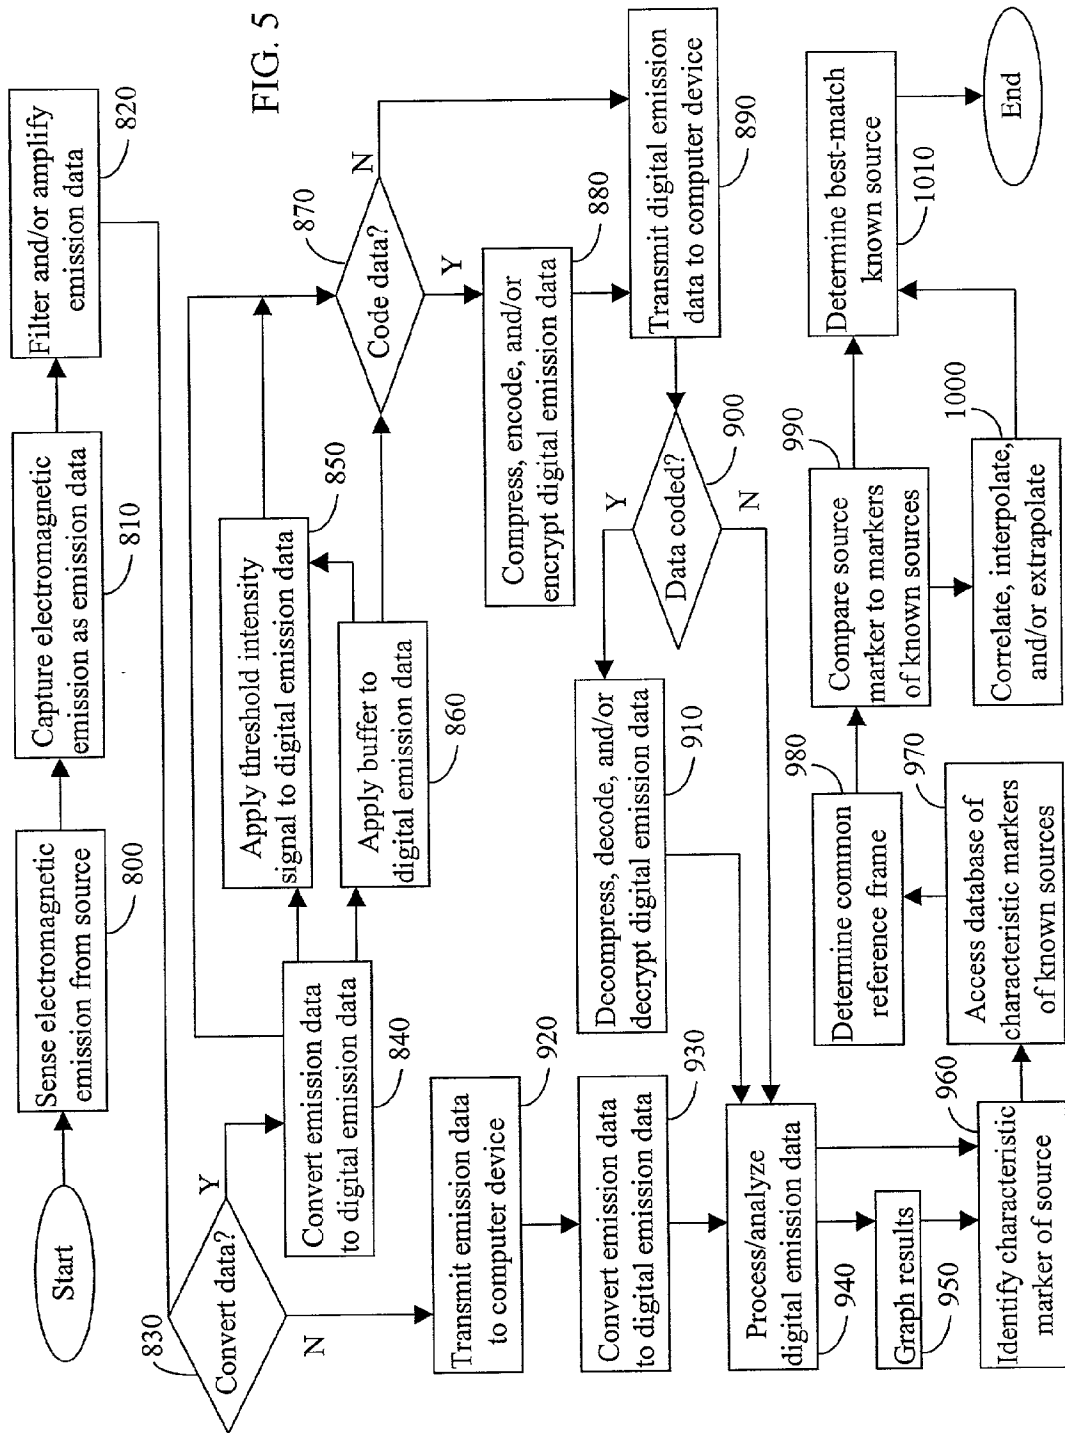 FIG. 5
Start
Sense electromagnetic
emission from source
800
Capture electromagnetic
emission as emission data
810
Filter and/or amplify
emission data
820
Convert data?
830
Y
N
Convert emission data
to digital emission data
840
Apply threshold intensity
signal to digital emission data
850
Apply buffer to
digital emission data
860
Code data?
870
N
Y
Compress, encode, and/or
encrypt digital emission data
880
Transmit digital emission
data to computer device
890
Data coded?
900
Y
N
Decompress, decode, and/or
decrypt digital emission data
910
Transmit emission data
to computer device
920
Convert emission data
to digital emission data
930
Process/analyze
digital emission data
940
Graph results
950
Identify characteristic
marker of source
960
Access database of
characteristic markers
of known sources
970
Determine common
reference frame
980
Compare source
marker to markers
of known sources
990
Correlate, interpolate,
and/or extrapolate
1000
Determine best-match
known source
1010
End